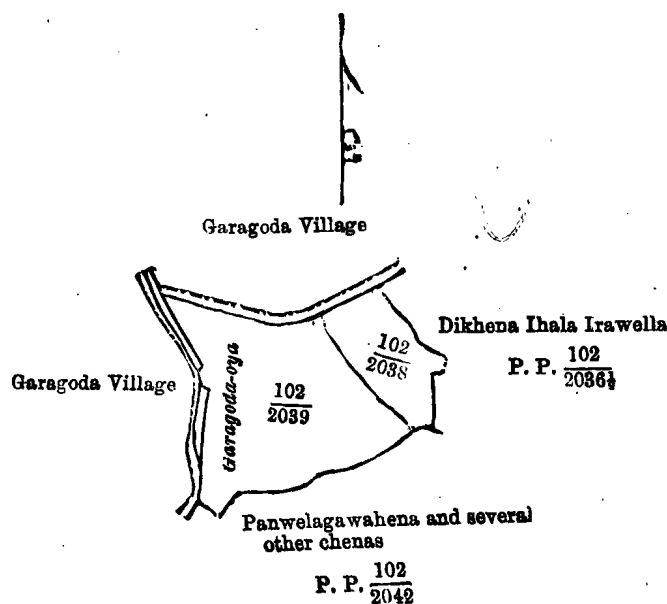 Garagoda Village
Dikhena Ihala Irawella
P. P. 102/2036½
102/2038
Garagoda Village
Garagoda-oya
102/2039
Panwelagawahena and several
other chenas
P. P. 102/2042